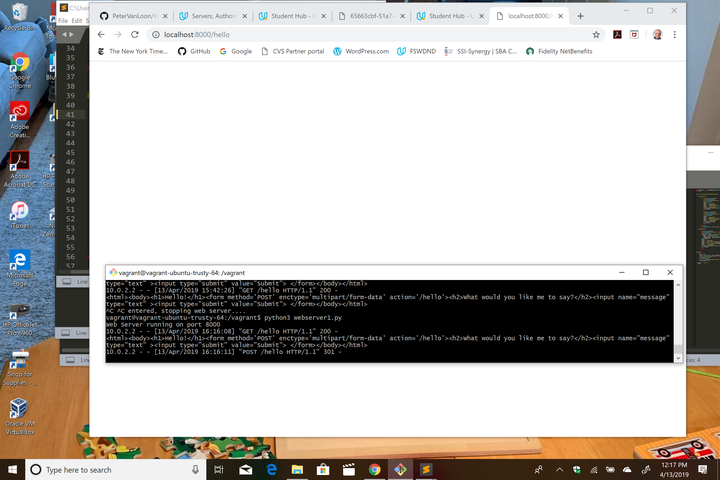 Recycle Bin
Google Chrome
Adobe Creati...
Adobe Acrobat DC
iTunes
Microsoft Edge
HP OfficeJet Pro 6960
Shop for Supplies - ...
Oracle VM VirtualBox
C:\Users
File Edit
34
35
36
37
38
39
40
41
42
43
44
45
46
47
48
49
50
51
52
53
54
55
56
57
Line
Line
Line
PeterVanLoon/
Servers, Author
Student Hub -
65663cbf-51a7-
Student Hub -
localhost:8000/
localhost:8000/hello
The New York Time...
GitHub
Google
CVS Partner portal
WordPress.com
FSWDND
SSI-Synergy | SBA C...
Fidelity NetBenefits
vagrant@vagrant-ubuntu-trusty-64: /vagrant
type="text" ><input type="submit" value="Submit"> </form></body></html>
10.0.2.2 - - [13/Apr/2019 15:42:26] "GET /hello HTTP/1.1" 200 -
<html><body><h1>Hello!</h1><form method='POST' enctype='multipart/form-data' action='/hello'><h2>What would you like me to say?</h2><input name="message"
type="text" ><input type="submit" value="Submit"> </form></body></html>
^C ^C entered, stopping web server....
vagrant@vagrant-ubuntu-trusty-64:/vagrant$ python3 webserver1.py
Web Server running on port 8000
10.0.2.2 - - [13/Apr/2019 16:16:08] "GET /hello HTTP/1.1" 200 -
<html><body><h1>Hello!</h1><form method='POST' enctype='multipart/form-data' action='/hello'><h2>What would you like me to say?</h2><input name="message"
type="text" ><input type="submit" value="Submit"> </form></body></html>
10.0.2.2 - - [13/Apr/2019 16:16:11] "POST /hello HTTP/1.1" 301 -
Type here to search
12:17 PM
4/13/2019